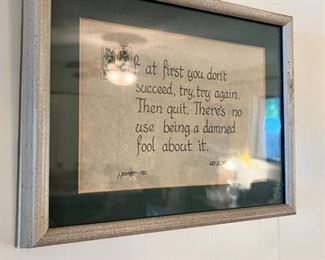 If at first you don't
succeed, try, try again.
Then quit. There's no
use being a damned
fool about it.